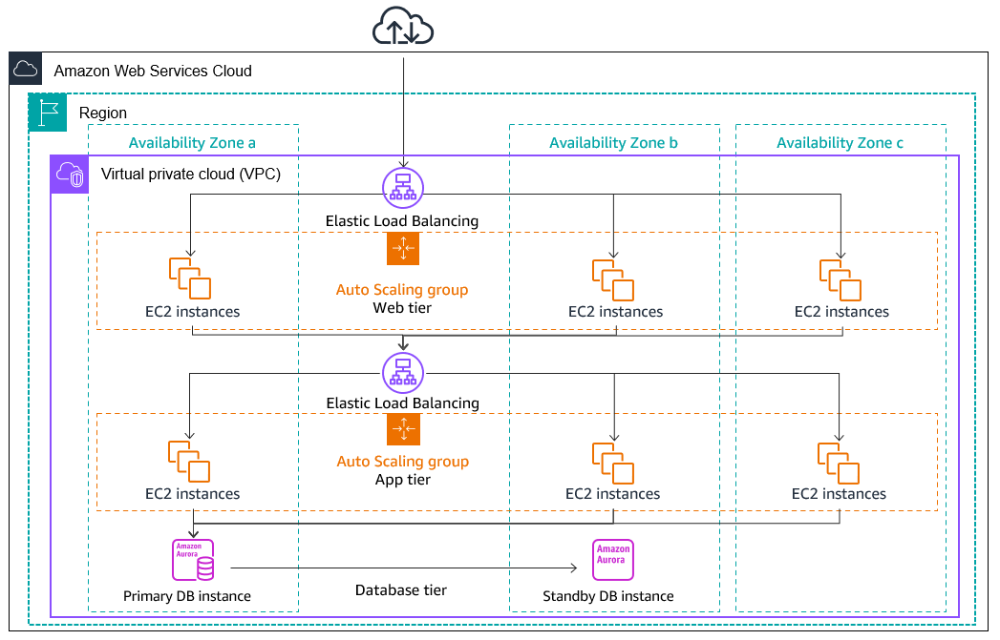 Amazon Web Services Cloud
Region
Availability Zone a
Availability Zone b
Availability Zone c
Virtual private cloud (VPC)
Elastic Load Balancing
Auto Scaling group
Web tier
EC2 instances
EC2 instances
EC2 instances
Elastic Load Balancing
Auto Scaling group
App tier
EC2 instances
EC2 instances
EC2 instances
Amazon
Aurora
Amazon
Aurora
Primary DB instance
Database tier
Standby DB instance